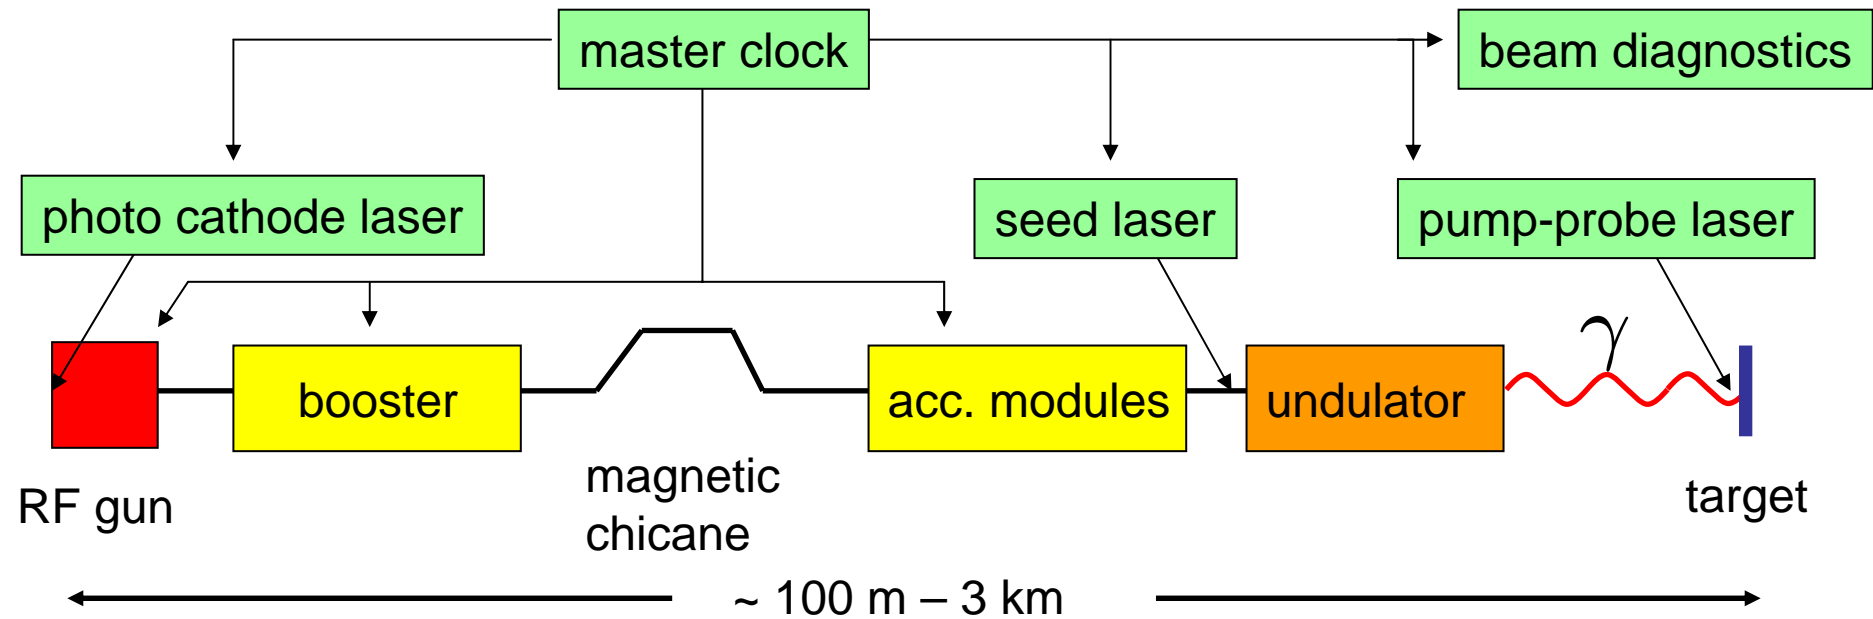 master clock
beam diagnostics
photo cathode laser
seed laser
pump-probe laser
γ
booster
acc. modules
undulator
RF gun
magnetic
chicane
target
~ 100 m – 3 km